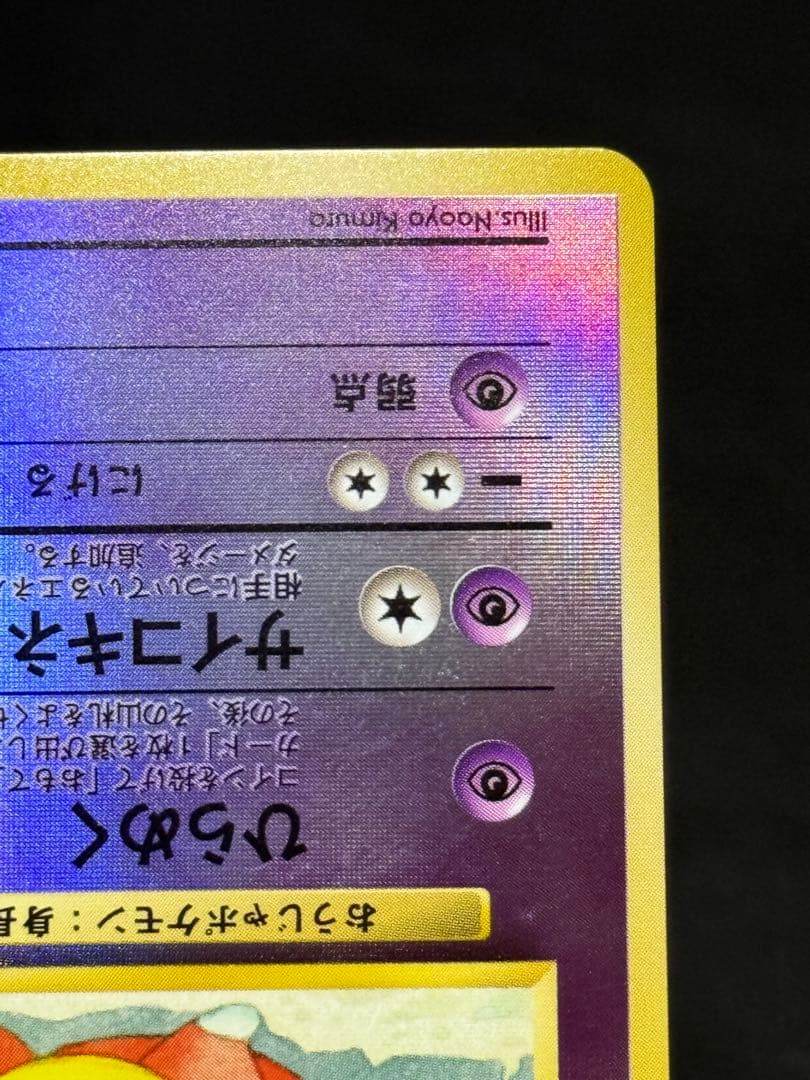 おうじゃポケモン：身長
ひらめく
コインを投げて「おもて
カード」1枚を選び出し
その後、その山札をよく
サイコキネ
相手についているエネ
ダメージを、追加する。
にげる
弱点
Illus. Naoyo Kimura